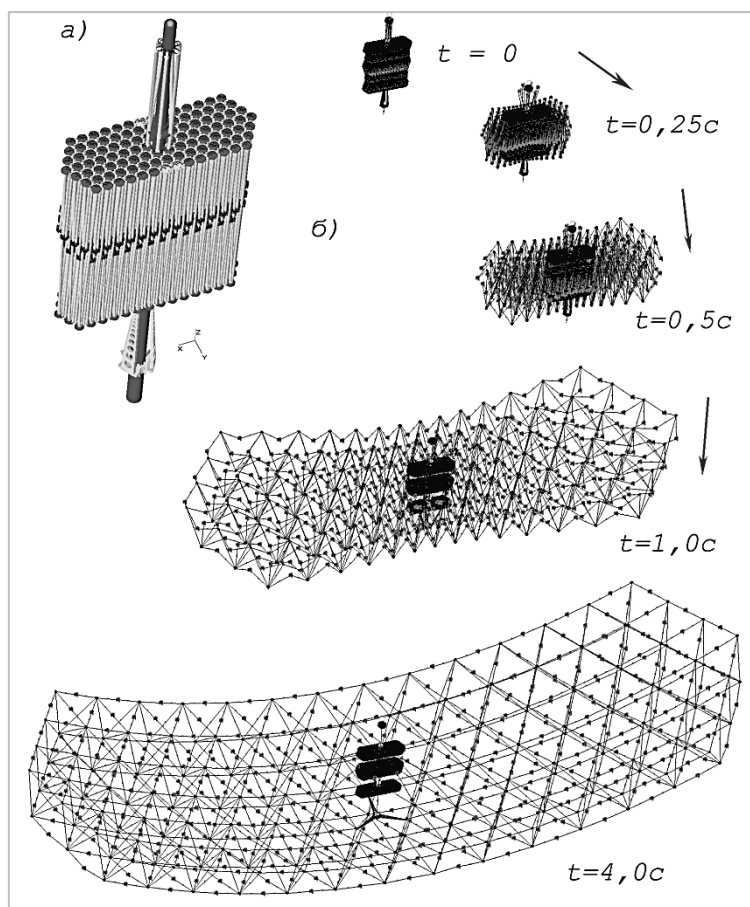 а)
t = 0
t=0,25с
б)
t=0,5с
Z
X
Y
t=1,0с
t=4,0с